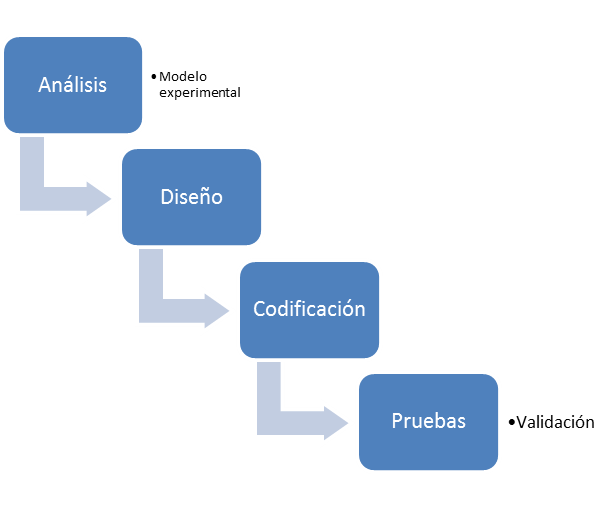 Análisis
•Modelo
experimental
Diseño
Codificación
Pruebas
•Validación